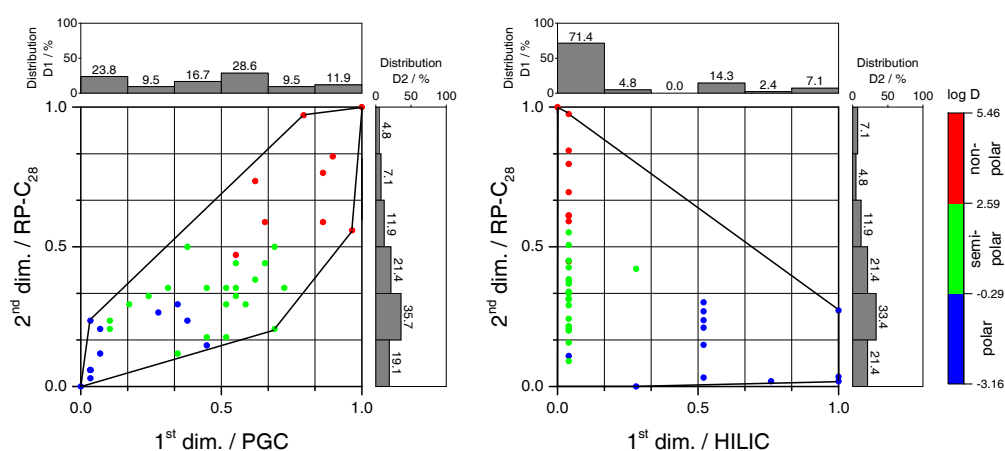 Distribution
D1 / %
100
50
0
23.8
9.5
16.7
28.6
9.5
11.9
Distribution
D2 / %
0
50
100
4.8
7.1
11.9
21.4
35.7
19.1
2nd dim. / RP-C28
1.0
0.5
0.0
0.0
0.5
1.0
1st dim. / PGC
Distribution
D1 / %
100
50
0
71.4
4.8
0.0
14.3
2.4
7.1
Distribution
D2 / %
0
50
100
7.1
4.8
11.9
21.4
33.4
21.4
2nd dim. / RP-C28
1.0
0.5
0.0
0.0
0.5
1.0
1st dim. / HILIC
log D
5.46
non-
polar
2.59
semi-
polar
-0.29
polar
-3.16